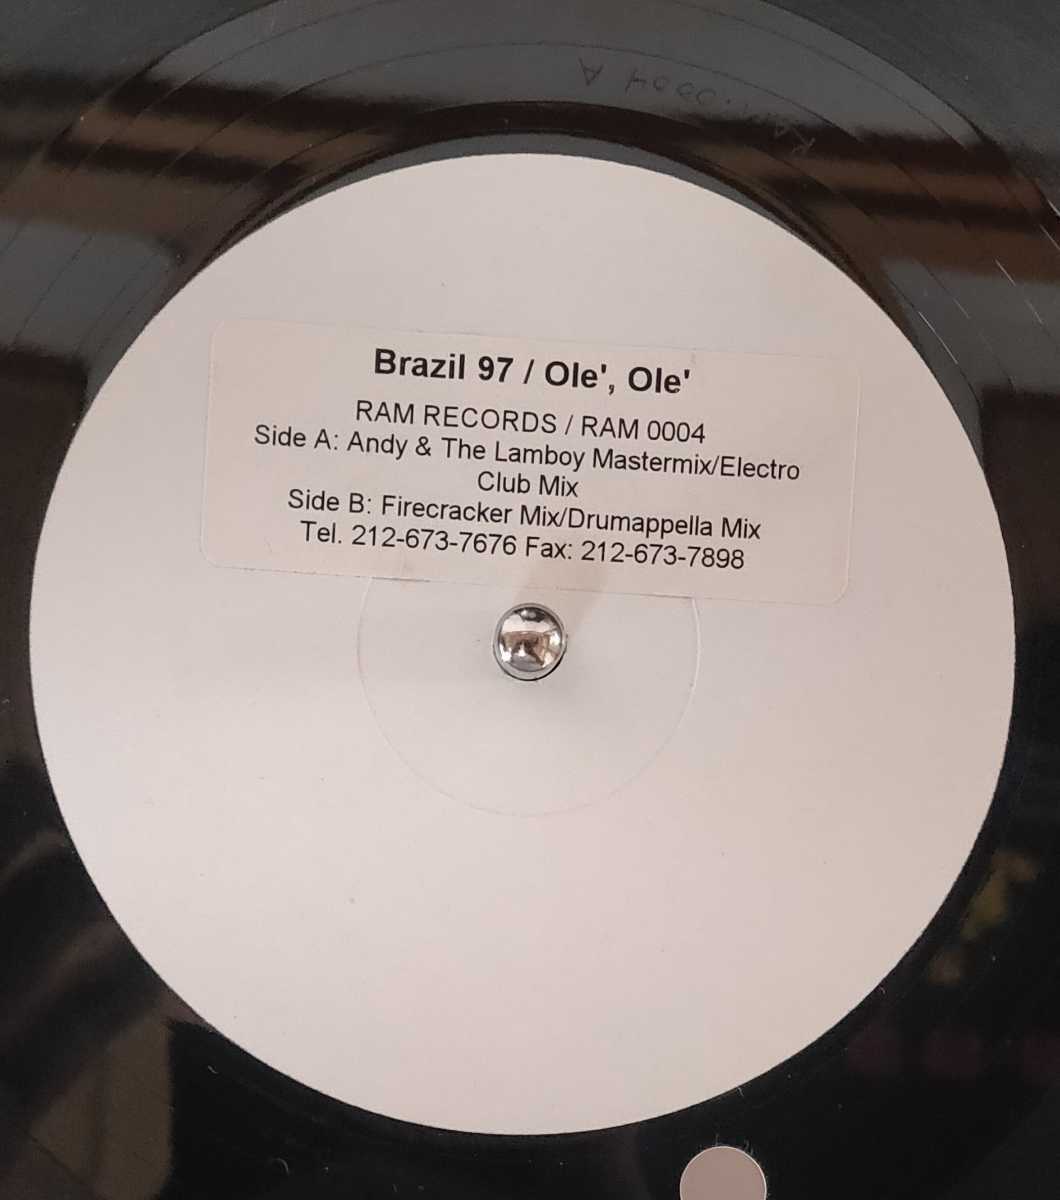 Brazil 97 / Ole', Ole'
RAM RECORDS / RAM 0004
Side A: Andy & The Lamboy Mastermix/Electro
Club Mix
Side B: Firecracker Mix/Drumappella Mix
Tel. 212-673-7676 Fax: 212-673-7898